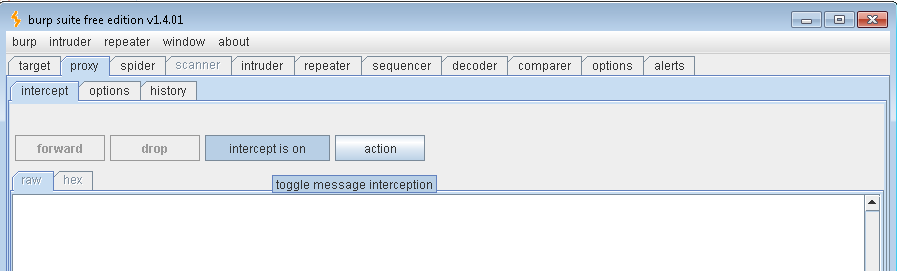 burp suite free edition v1.4.01
burp intruder repeater window about
target proxy spider scanner intruder repeater sequencer decoder comparer options alerts
intercept options history
forward drop intercept is on action
raw hex
toggle message interception